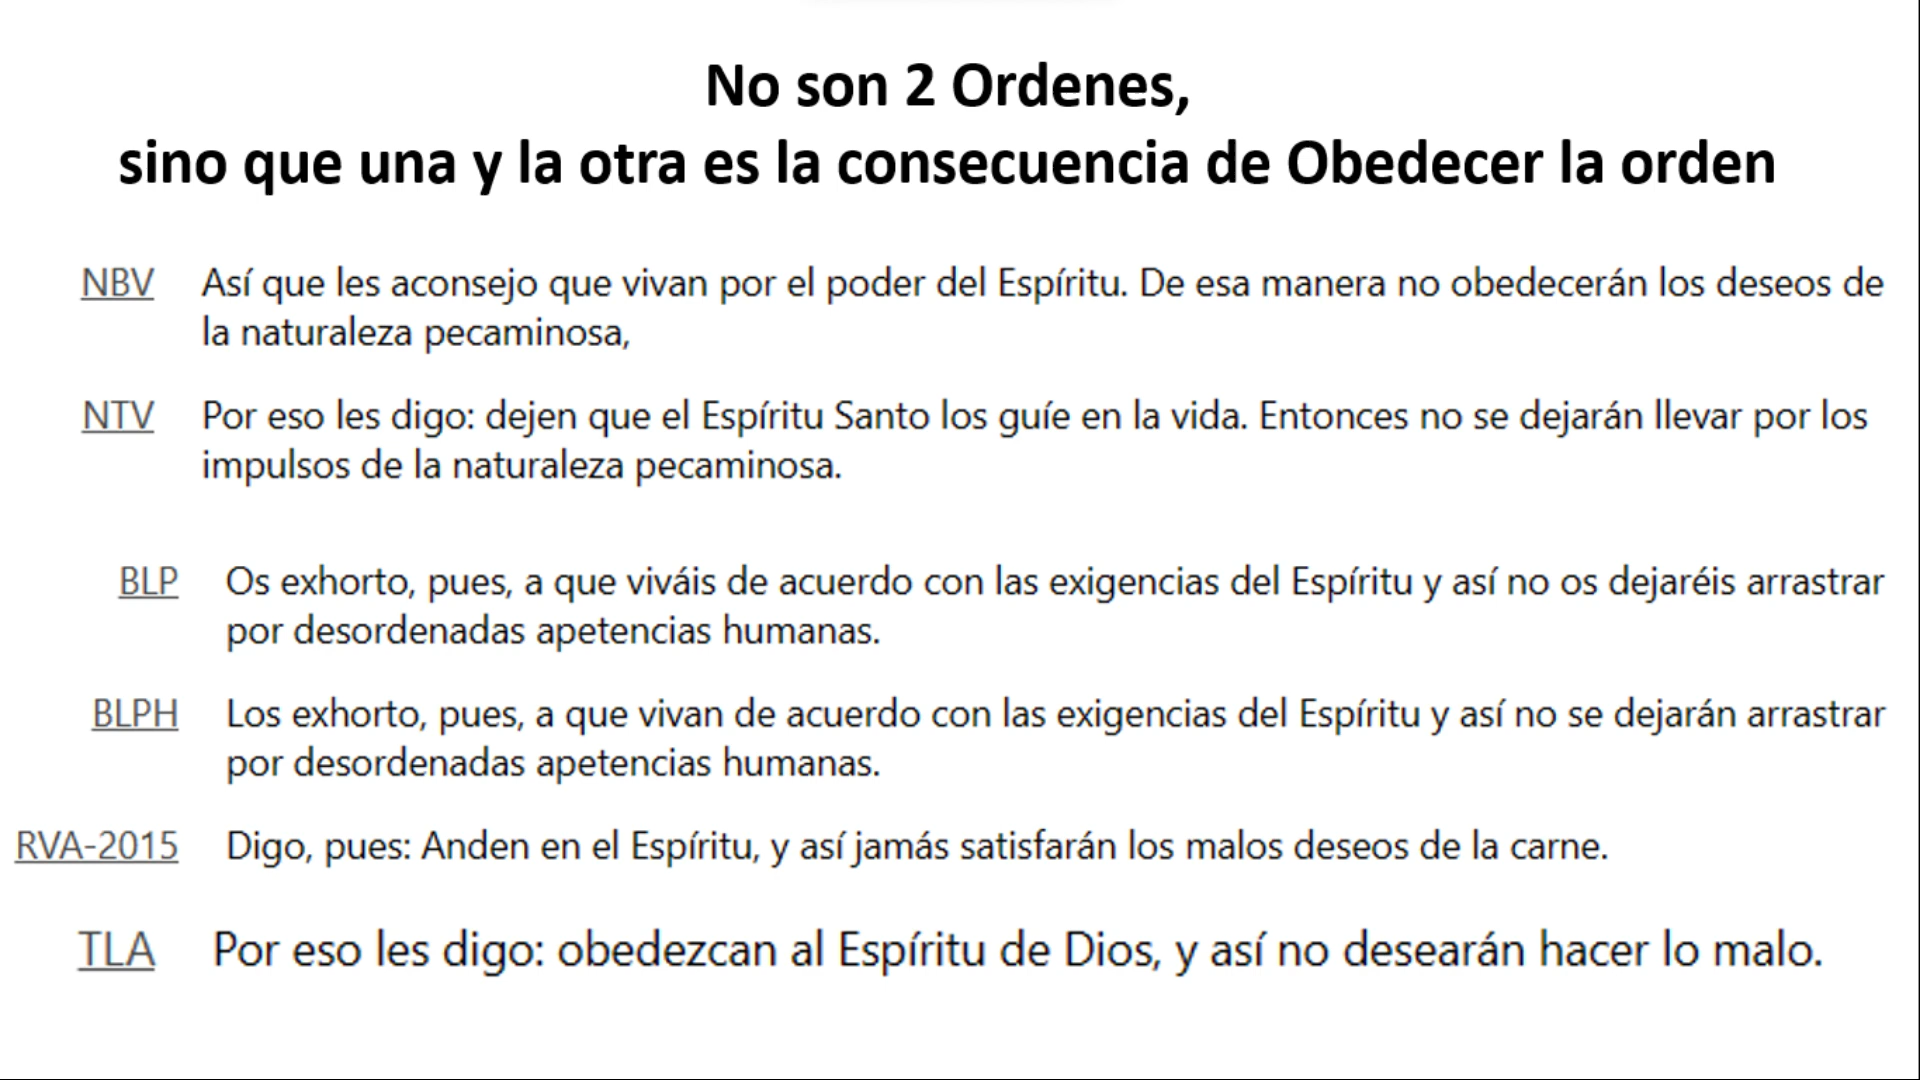 No son 2 Ordenes,
sino que una y la otra es la consecuencia de Obedecer la orden
NBV Así que les aconsejo que vivan por el poder del Espíritu. De esa manera no obedecerán los deseos de
la naturaleza pecaminosa,
NTV Por eso les digo: dejen que el Espíritu Santo los guíe en la vida. Entonces no se dejarán llevar por los
impulsos de la naturaleza pecaminosa.
BLP Os exhorto, pues, a que viváis de acuerdo con las exigencias del Espíritu y así no os dejaréis arrastrar
por desordenadas apetencias humanas.
BLPH Los exhorto, pues, a que vivan de acuerdo con las exigencias del Espíritu y así no se dejarán arrastrar
por desordenadas apetencias humanas.
RVA-2015 Digo, pues: Anden en el Espíritu, y así jamás satisfarán los malos deseos de la carne.
TLA Por eso les digo: obedezcan al Espíritu de Dios, y así no desearán hacer lo malo.